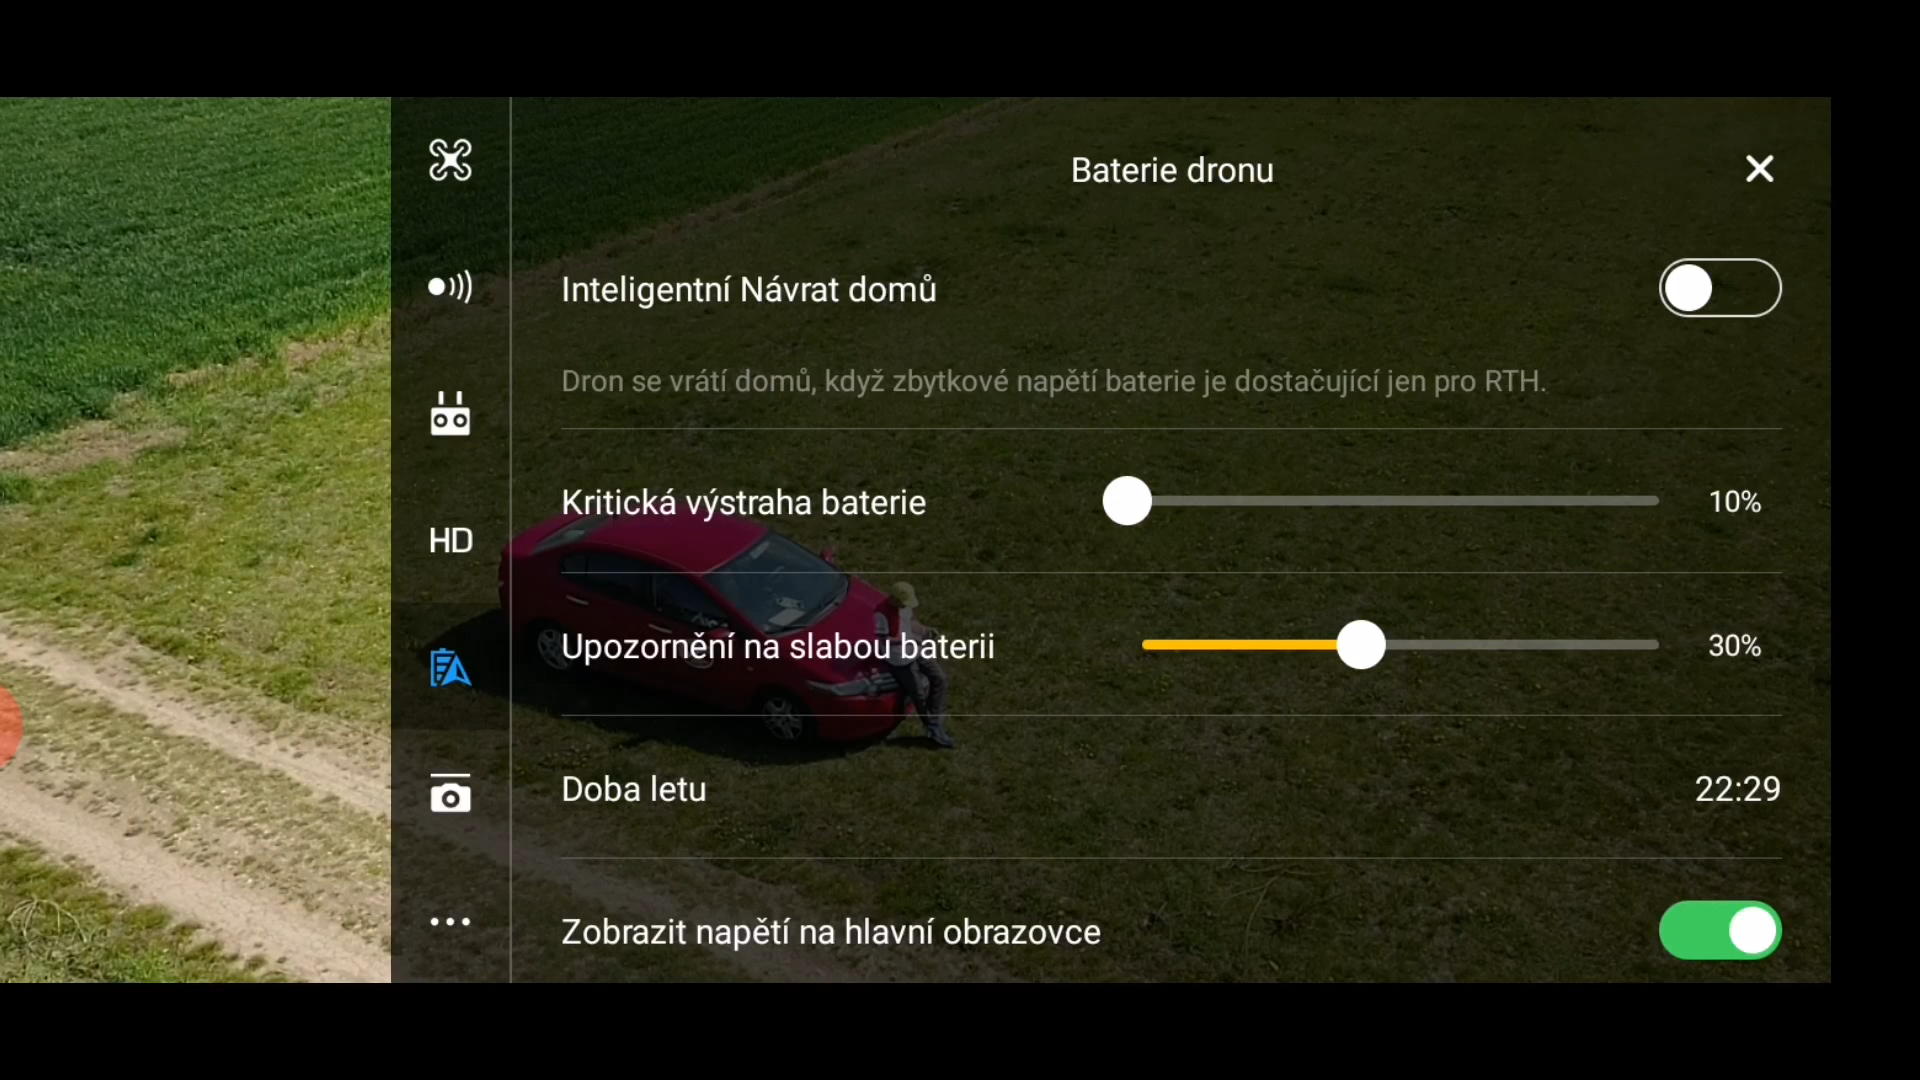 Baterie dronu
Inteligentní Návrat domů
Dron se vrátí domů, když zbytkové napětí baterie je dostačující jen pro RTH.
Kritická výstraha baterie 10%
HD
Upozornění na slabou baterii 30%
Doba letu 22:29
Zobrazit napětí na hlavní obrazovce